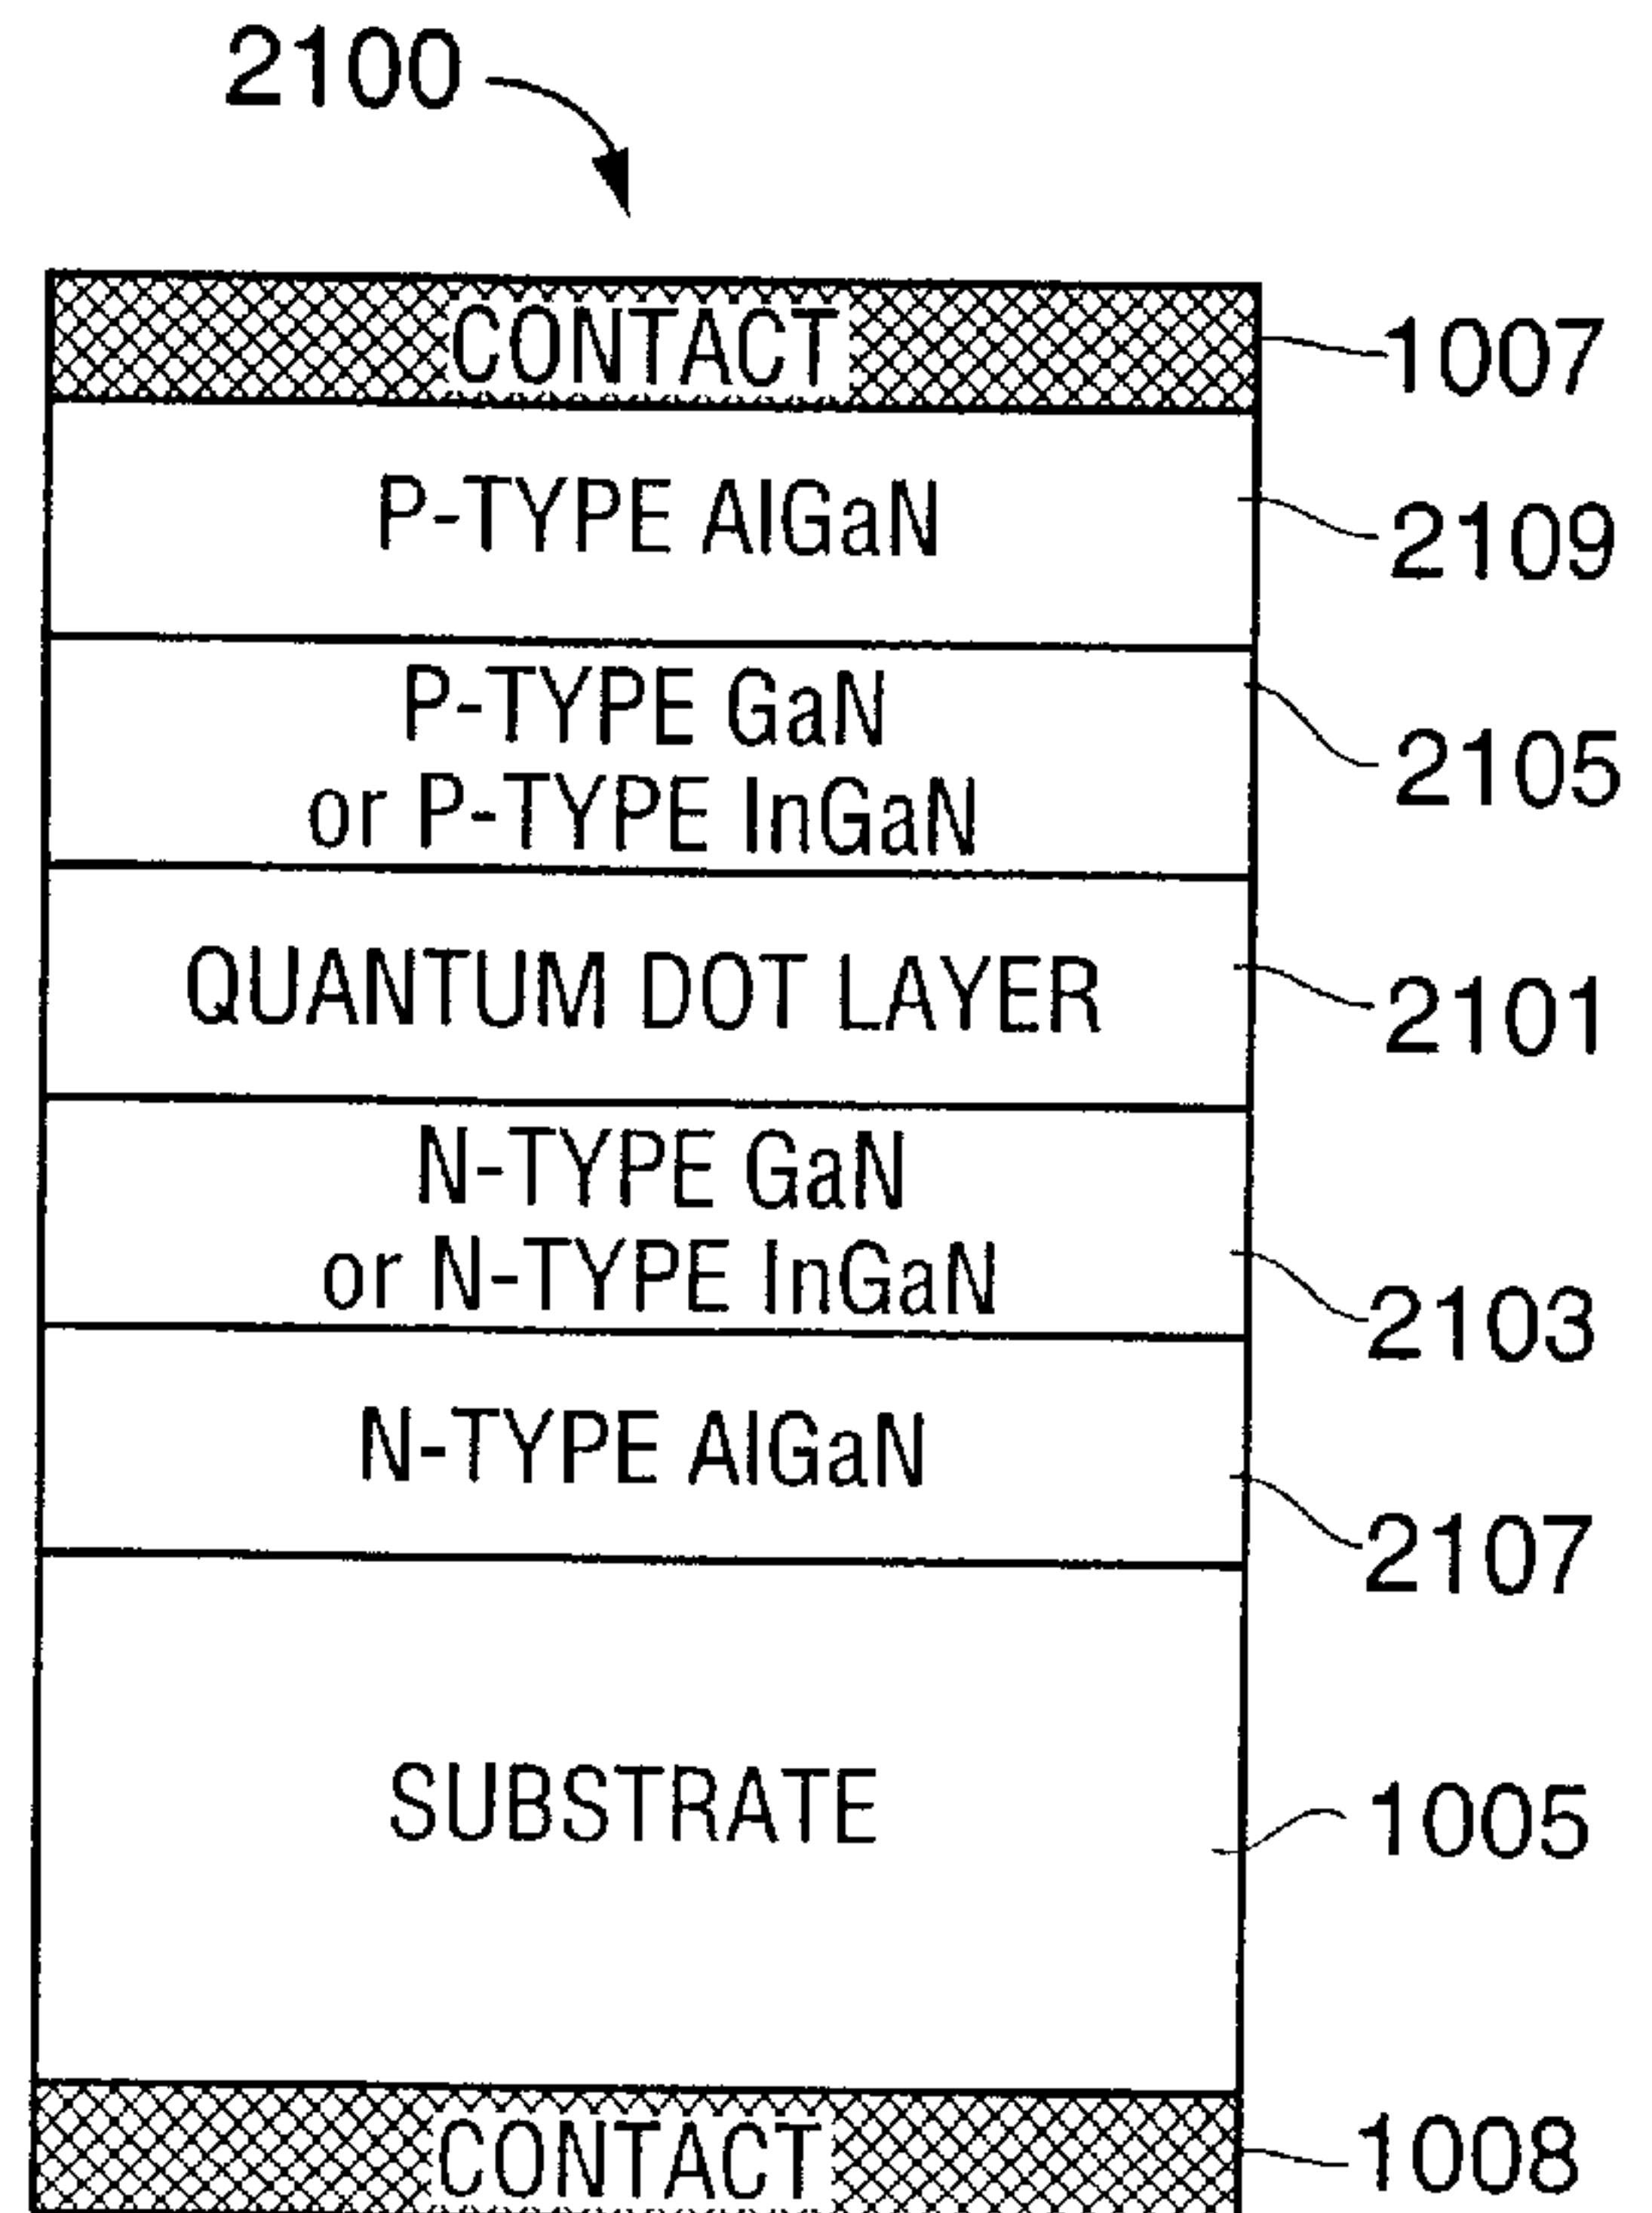 2100
CONTACT
1007
P-TYPE AlGaN
2109
P-TYPE GaN
or P-TYPE InGaN
2105
QUANTUM DOT LAYER
2101
N-TYPE GaN
or N-TYPE InGaN
2103
N-TYPE AlGaN
2107
SUBSTRATE
1005
CONTACT
1008